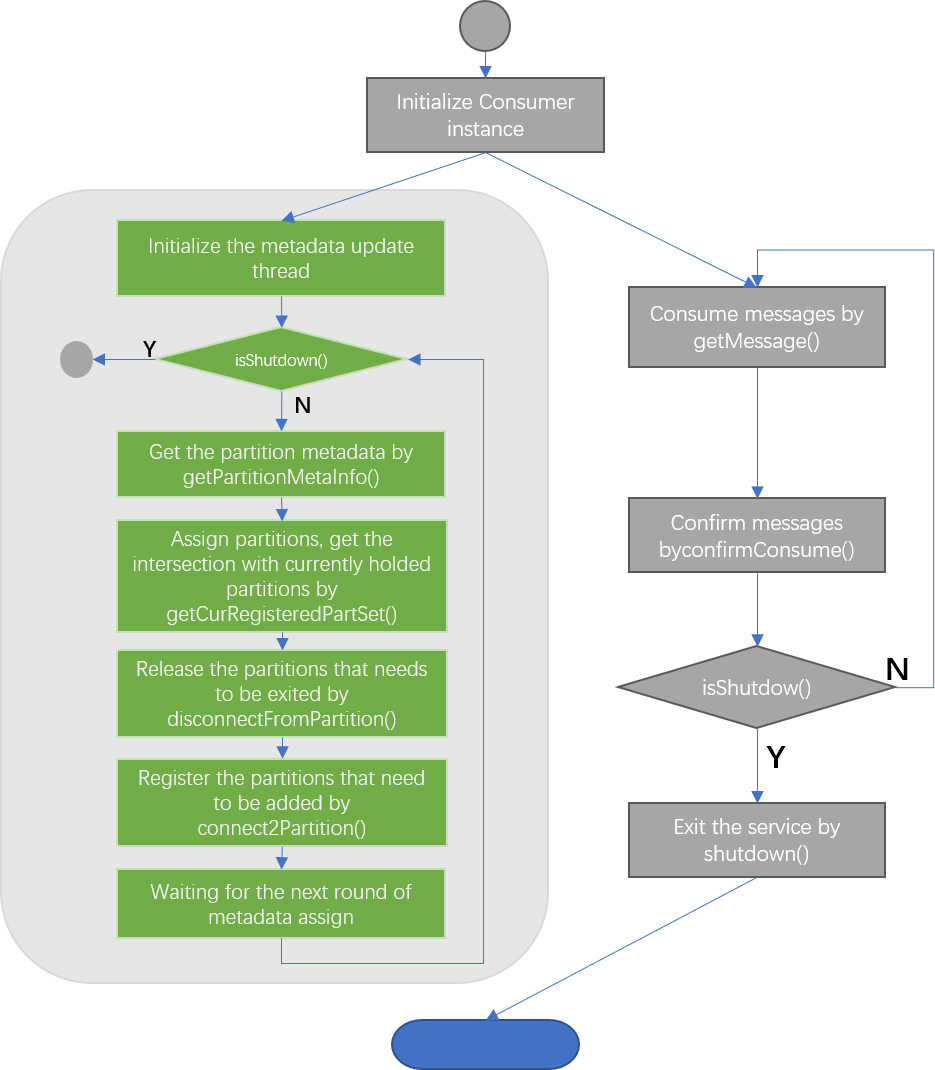 Initialize Consumer
instance
Initialize the metadata update
thread
isShutdown()
Y
N
Get the partition metadata by
getPartitionMetaInfo()
Assign partitions, get the
intersection with currently holded
partitions by
getCurRegisteredPartSet()
Release the partitions that needs
to be exited by
disconnectFromPartition()
Register the partitions that need
to be added by
connect2Partition()
Waiting for the next round of
metadata assign
Consume messages by
getMessage()
Confirm messages
byconfirmConsume()
isShutdow()
N
Y
Exit the service by
shutdown()